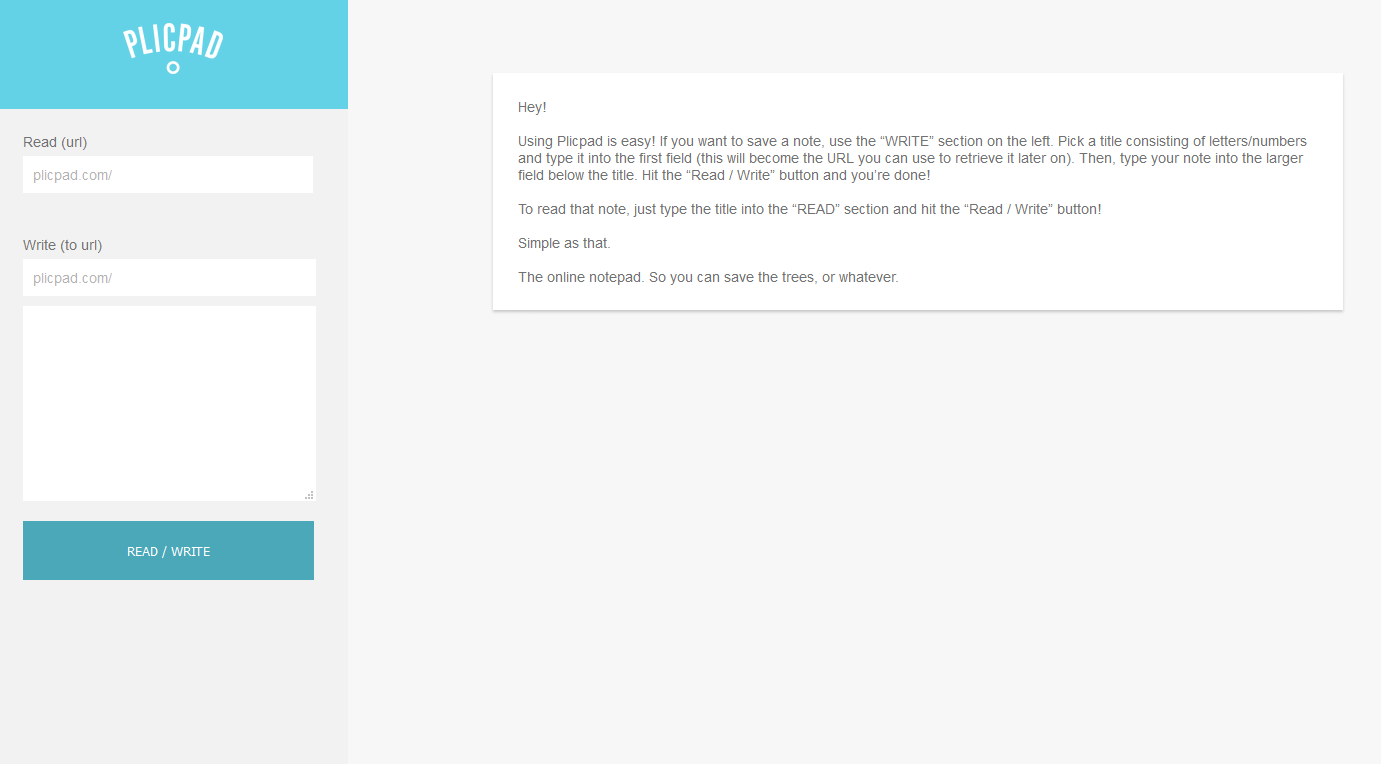 PLICPAD
Read (url)
plicpad.com/
Write (to url)
plicpad.com/
READ / WRITE
Hey!
Using Plicpad is easy! If you want to save a note, use the “WRITE” section on the left. Pick a title consisting of letters/numbers
and type it into the first field (this will become the URL you can use to retrieve it later on). Then, type your note into the larger
field below the title. Hit the “Read / Write” button and you’re done!
To read that note, just type the title into the “READ” section and hit the “Read / Write” button!
Simple as that.
The online notepad. So you can save the trees, or whatever.